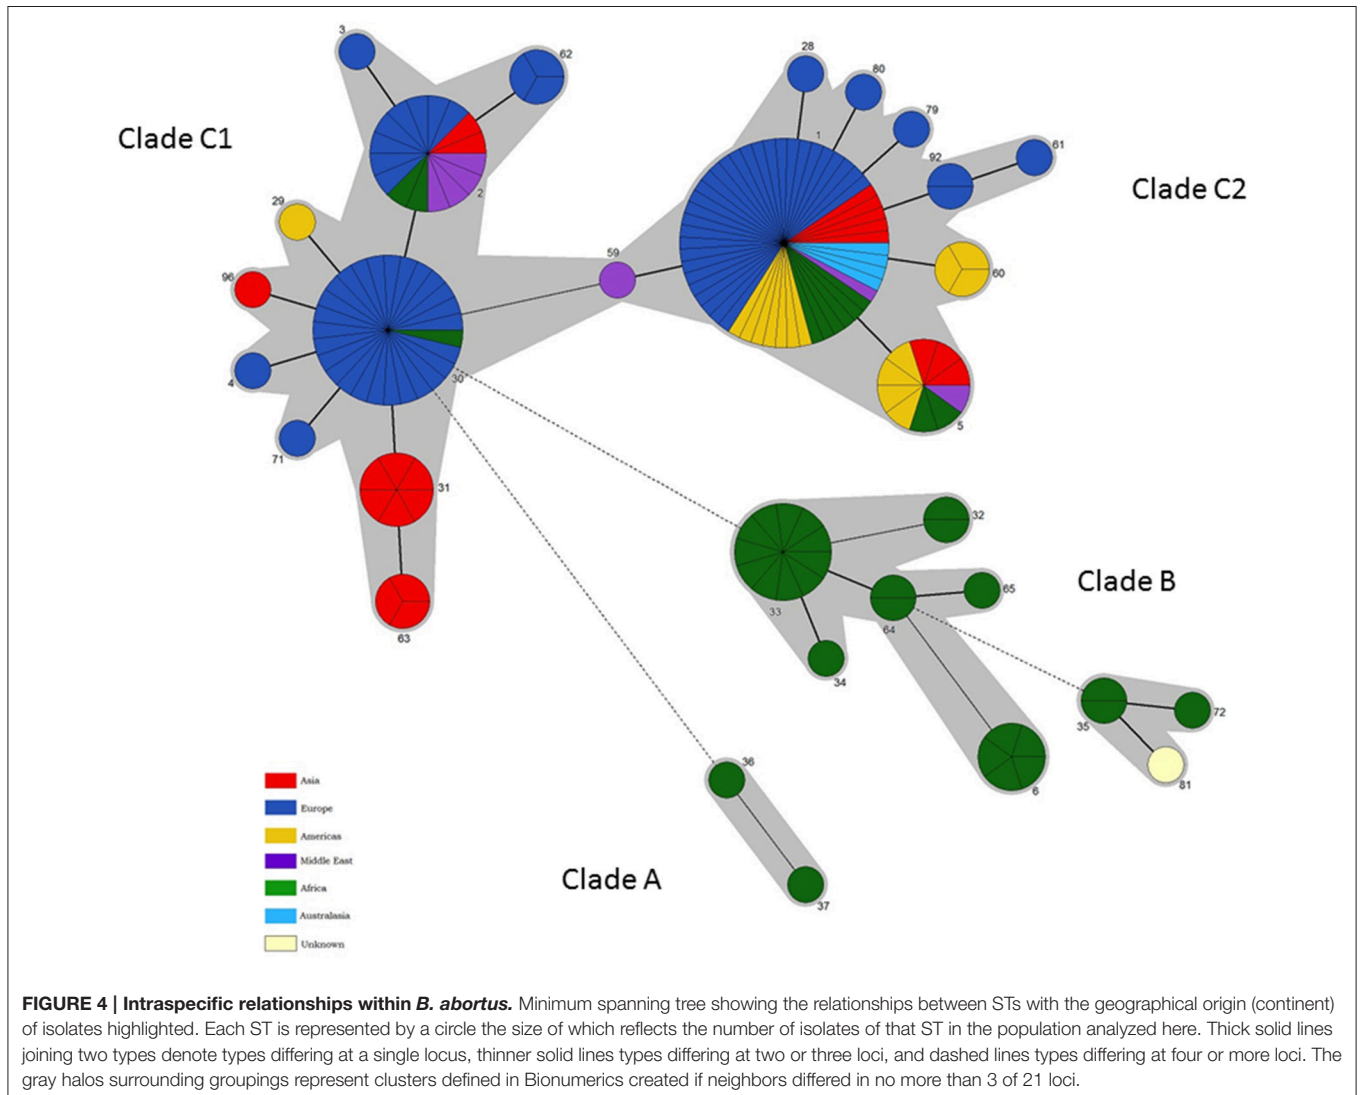 3
62
28
80
79
61
1
92
Clade C1
Clade C2
2
29
59
60
96
30
4
5
71
31
32
Clade B
65
33
64
63
34
35
72
36
81
6
Asia
Europe
Americas
Middle East
Africa
Australasia
Unknown
Clade A
37
FIGURE 4 | Intraspecific relationships within B. abortus. Minimum spanning tree showing the relationships between STs with the geographical origin (continent)
of isolates highlighted. Each ST is represented by a circle the size of which reflects the number of isolates of that ST in the population analyzed here. Thick solid lines
joining two types denote types differing at a single locus, thinner solid lines types differing at two or three loci, and dashed lines types differing at four or more loci. The
gray halos surrounding groupings represent clusters defined in Bionumerics created if neighbors differed in no more than 3 of 21 loci.